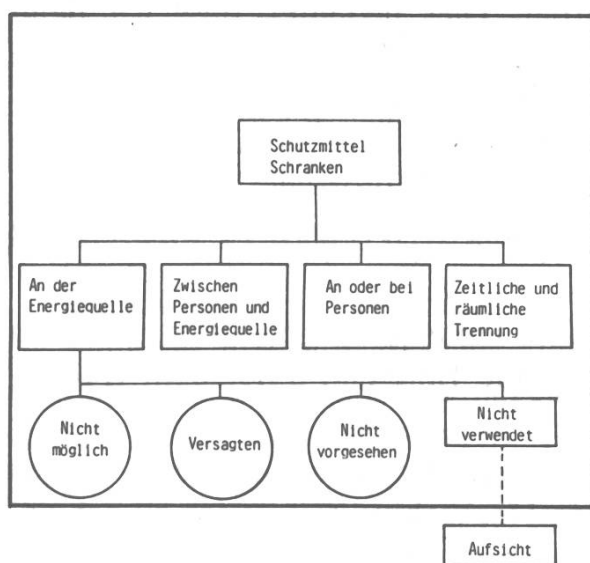 Schutzmittel
Schranken
An der
Energiequelle
Zwischen
Personen und
Energiequelle
An oder bei
Personen
Zeitliche und
räumliche
Trennung
Nicht
möglich
Versagten
Nicht
vorgesehen
Nicht
verwendet
Aufsicht